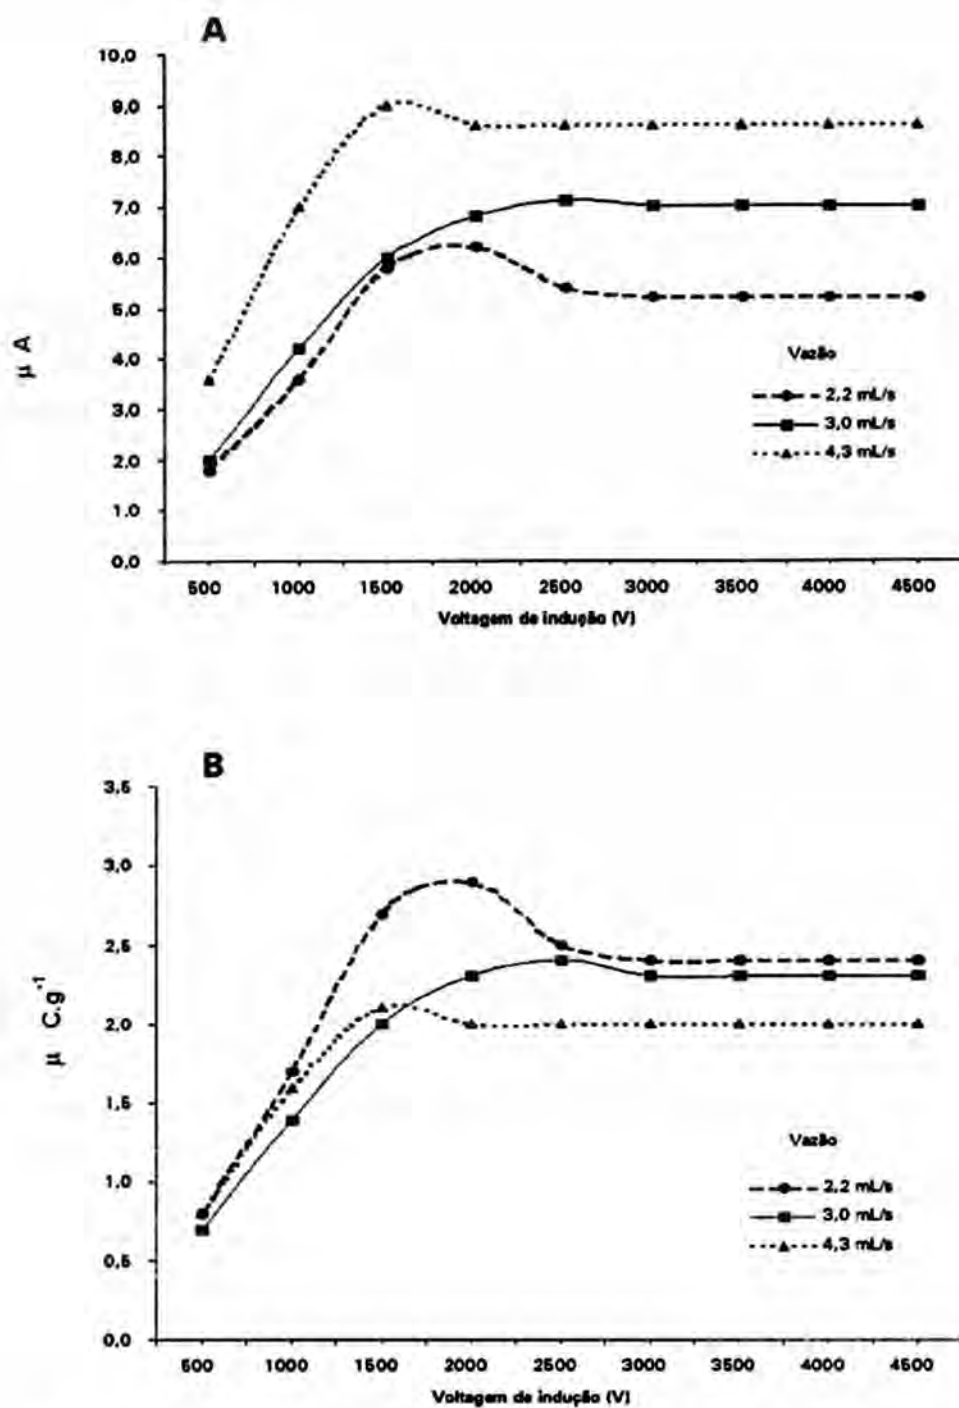 A
10,0
9,0
8,0
7,0
6,0
5,0
4,0
3,0
2,0
1,0
0,0
μ A
Vazão
2,2 mL/s
3,0 mL/s
4,3 mL/s
500 1000 1500 2000 2500 3000 3500 4000 4500
Voltagem de indução (V)
B
3,5
3,0
2,5
2,0
1,5
1,0
0,5
0,0
μ C.g⁻¹
Vazão
2,2 mL/s
3,0 mL/s
4,3 mL/s
500 1000 1500 2000 2500 3000 3500 4000 4500
Voltagem de indução (V)